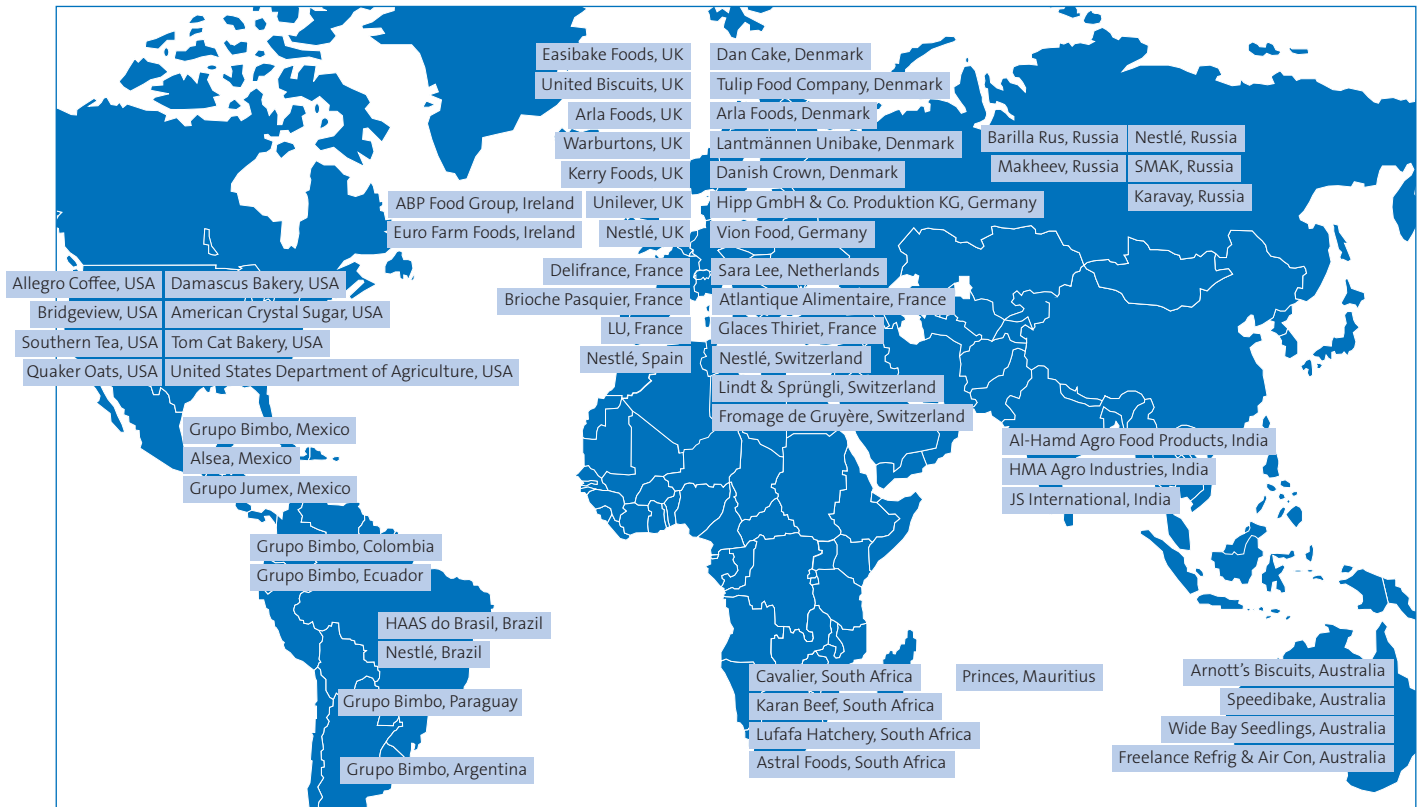 Easibake Foods, UK
United Biscuits, UK
Arla Foods, UK
Warburtons, UK
Kerry Foods, UK
Unilever, UK
Nestlé, UK
ABP Food Group, Ireland
Euro Farm Foods, Ireland
Delifrance, France
Brioche Pasquier, France
LU, France
Nestlé, Spain
Dan Cake, Denmark
Tulip Food Company, Denmark
Arla Foods, Denmark
Lantmännen Unibake, Denmark
Danish Crown, Denmark
Hipp GmbH & Co. Produktion KG, Germany
Vion Food, Germany
Sara Lee, Netherlands
Atlantique Alimentaire, France
Glaces Thiriet, France
Nestlé, Switzerland
Lindt & Sprüngli, Switzerland
Fromage de Gruyère, Switzerland
Barilla Rus, Russia
Makheev, Russia
Nestlé, Russia
SMAK, Russia
Karavay, Russia
Allegro Coffee, USA
Bridgeview, USA
Southern Tea, USA
Quaker Oats, USA
Damascus Bakery, USA
American Crystal Sugar, USA
Tom Cat Bakery, USA
United States Department of Agriculture, USA
Grupo Bimbo, Mexico
Alsea, Mexico
Grupo Jumex, Mexico
Grupo Bimbo, Colombia
Grupo Bimbo, Ecuador
HAAS do Brasil, Brazil
Nestlé, Brazil
Grupo Bimbo, Paraguay
Grupo Bimbo, Argentina
Al-Hamd Agro Food Products, India
HMA Agro Industries, India
JS International, India
Cavalier, South Africa
Karan Beef, South Africa
Lufafa Hatchery, South Africa
Astral Foods, South Africa
Princes, Mauritius
Arnott’s Biscuits, Australia
Speedibake, Australia
Wide Bay Seedlings, Australia
Freelance Refrig & Air Con, Australia